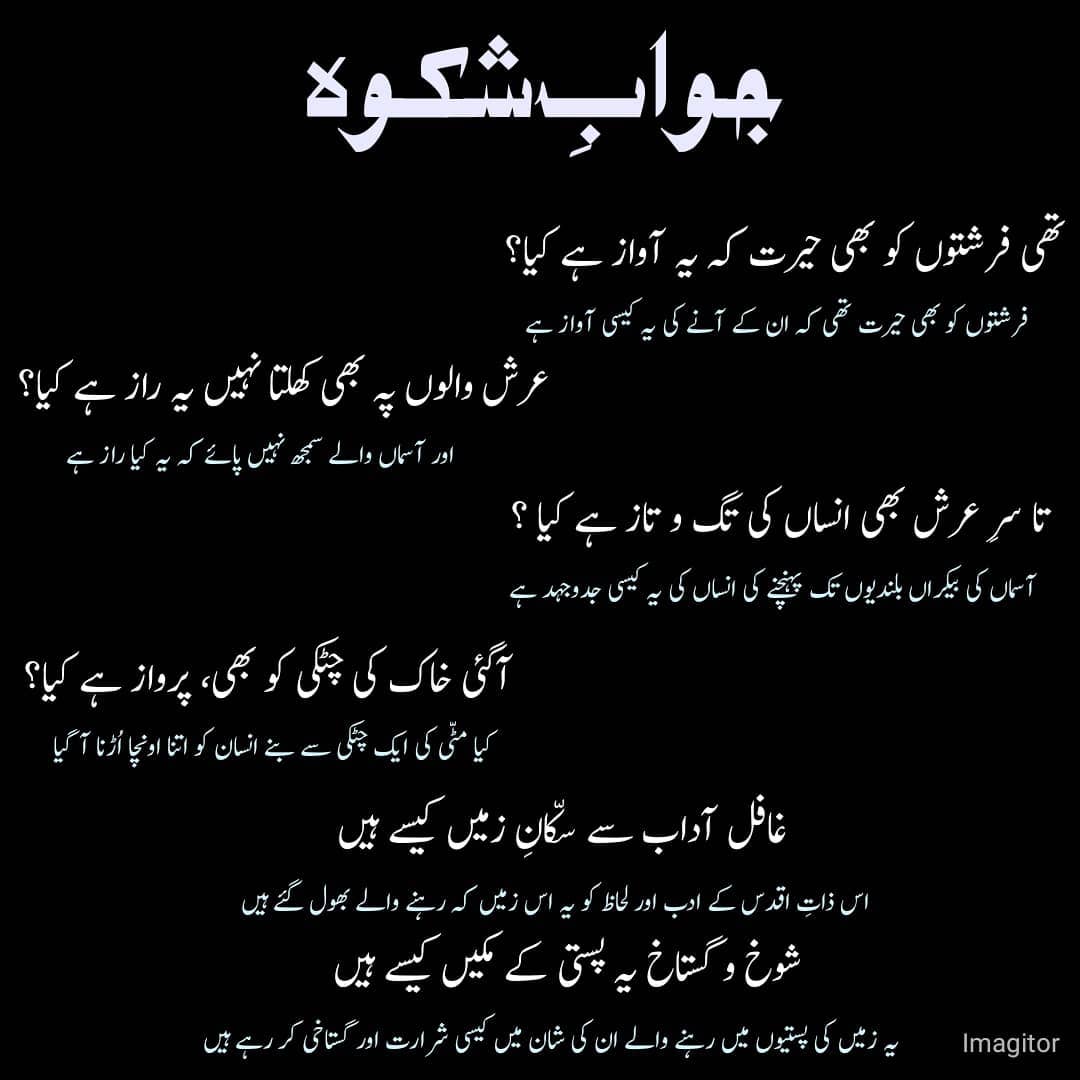 جوابِ شکوہ
تھی فرشتوں کو بھی حیرت کہ یہ آواز ہے کیا؟
فرشتوں کو بھی حیرت تھی کہ ان کے آنے کی یہ کیسی آواز ہے
عرش والوں پہ بھی کھلتا نہیں یہ راز ہے کیا؟
اور آسماں والے سمجھ نہیں پائے کہ یہ کیا راز ہے
تا سرِ عرش بھی انساں کی تگ و تاز ہے کیا ؟
آسماں کی بیکراں بلندیوں تک پہنچنے کی انساں کی یہ کیسی جدوجہد ہے
آگئی خاک کی چٹکی کو بھی، پرواز ہے کیا؟
کیا مٹّی کی ایک چٹکی سے بنے انسان کو اتنا اونچا اُڑنا آ گیا
غافل آداب سے سکّانِ زمیں کیسے ہیں
اس ذاتِ اقدس کے ادب اور لحاظ کو یہ اس زمیں کہ رہنے والے بھول گئے ہیں
شوخ و گستاخ یہ پستی کے مکیں کیسے ہیں
یہ زمیں کی پستیوں میں رہنے والے ان کی شان میں کیسی شرارت اور گستاخی کر رہے ہیں
Imagitor